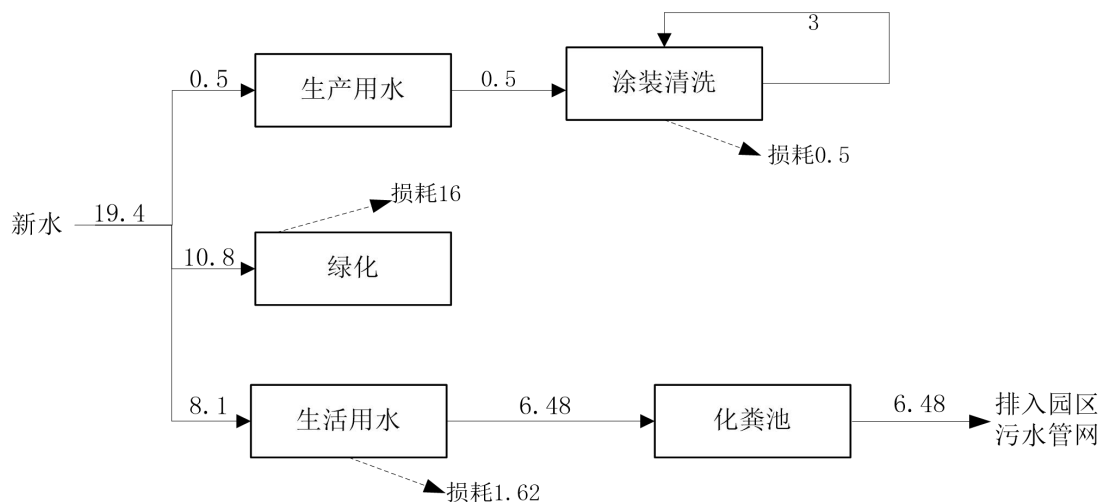 3
0.5
生产用水
0.5
涂装清洗
损耗0.5
新水
19.4
损耗16
10.8
绿化
8.1
生活用水
6.48
化粪池
6.48
排入园区
污水管网
损耗1.62